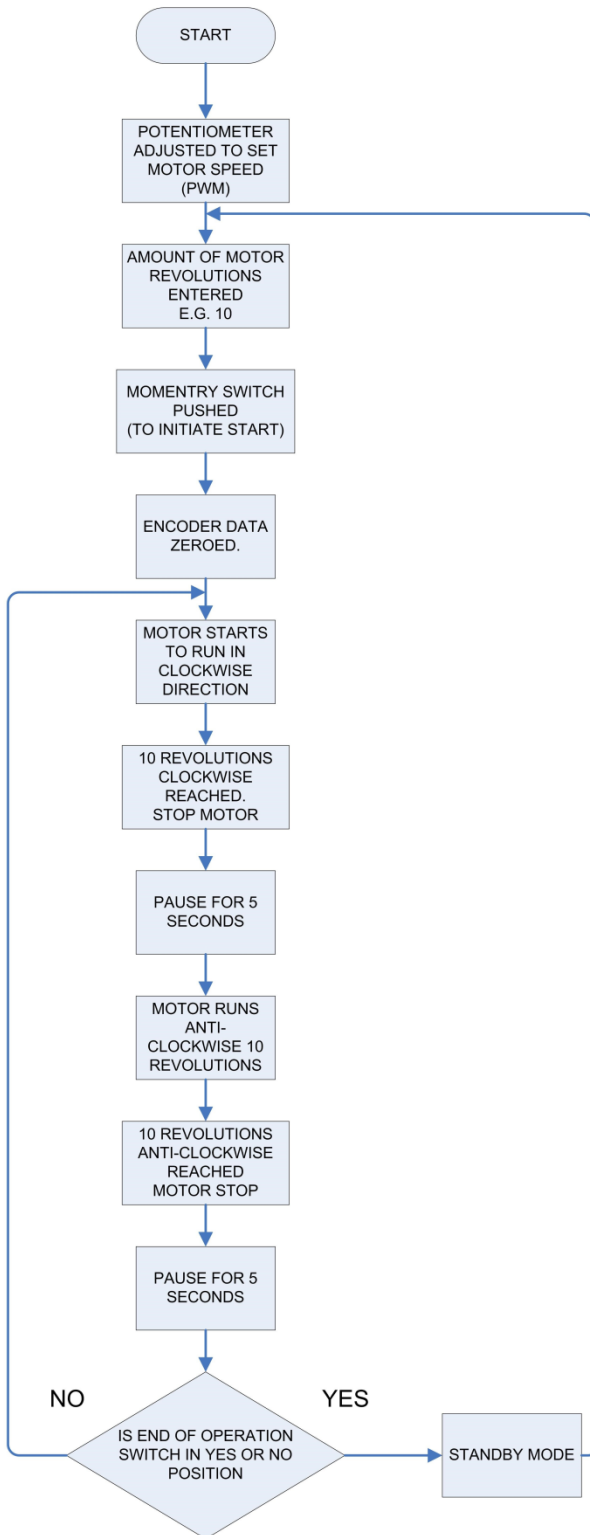 START
POTENTIOMETER
ADJUSTED TO SET
MOTOR SPEED
(PWM)
AMOUNT OF MOTOR
REVOLUTIONS
ENTERED
E.G. 10
MOMENTRY SWITCH
PUSHED
(TO INITIATE START)
ENCODER DATA
ZEROED.
MOTOR STARTS
TO RUN IN
CLOCKWISE
DIRECTION
10 REVOLUTIONS
CLOCKWISE
REACHED.
STOP MOTOR
PAUSE FOR 5
SECONDS
MOTOR RUNS
ANTI-
CLOCKWISE 10
REVOLUTIONS
10 REVOLUTIONS
ANTI-CLOCKWISE
REACHED
MOTOR STOP
PAUSE FOR 5
SECONDS
NO
YES
IS END OF OPERATION
SWITCH IN YES OR NO
POSITION
STANDBY MODE